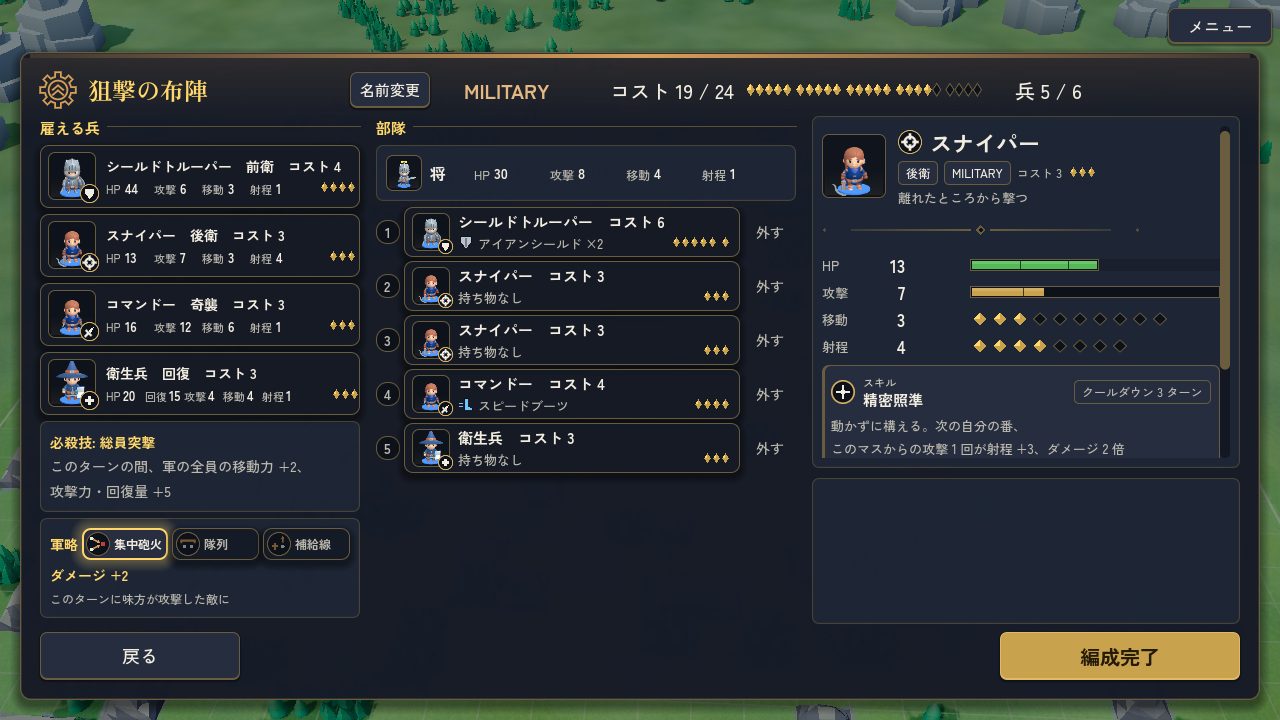 メニュー
狙撃の布陣
名前変更
MILITARY
コスト 19 / 24
兵 5 / 6
雇える兵
シールドトルーパー 前衛 コスト 4
HP 44 攻撃 6 移動 3 射程 1
スナイパー 後衛 コスト 3
HP 13 攻撃 7 移動 3 射程 4
コマンドー 奇襲 コスト 3
HP 16 攻撃 12 移動 6 射程 1
衛生兵 回復 コスト 3
HP 20 回復 15 攻撃 4 移動 4 射程 1
必殺技: 総員突撃
このターンの間、軍の全員の移動力 +2、
攻撃力・回復量 +5
軍略 集中砲火 隊列 補給線
ダメージ +2
このターンに味方が攻撃した敵に
戻る
部隊
将 HP 30 攻撃 8 移動 4 射程 1
1 シールドトルーパー コスト 6 外す
アイアンシールド ×2
2 スナイパー コスト 3 外す
持ち物なし
3 スナイパー コスト 3 外す
持ち物なし
4 コマンドー コスト 4 外す
スピードブーツ
5 衛生兵 コスト 3 外す
持ち物なし
スナイパー
後衛 MILITARY コスト 3
離れたところから撃つ
HP 13
攻撃 7
移動 3
射程 4
スキル
精密照準
クールダウン 3 ターン
動かずに構える。次の自分の番、
このマスからの攻撃 1 回が射程 +3、ダメージ 2 倍
編成完了